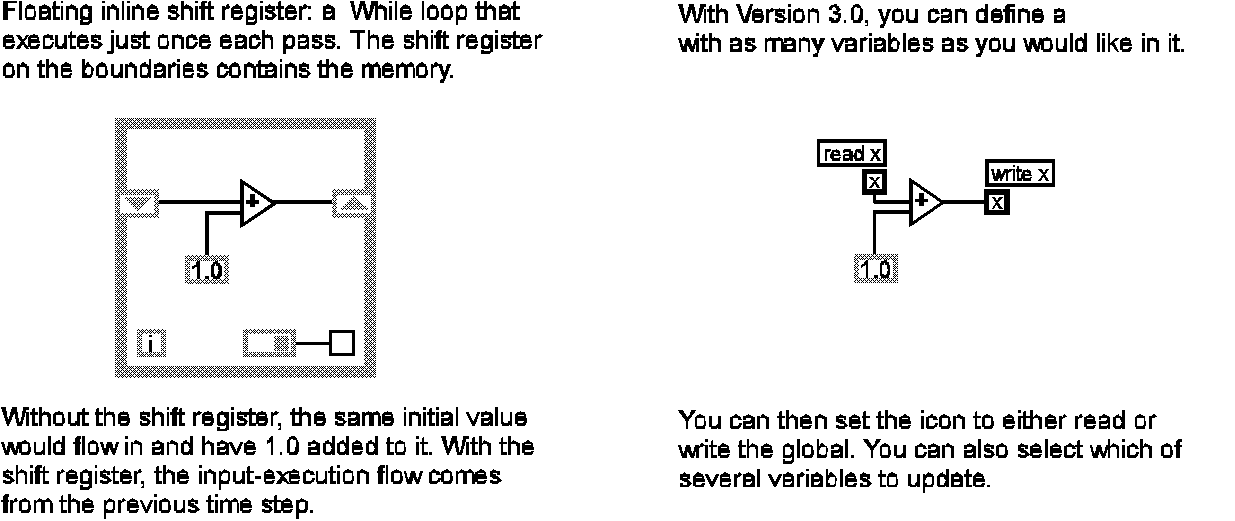 Floating inline shift register: a While loop that
executes just once each pass. The shift register
on the boundaries contains the memory.
+
1.0
i
Without the shift register, the same initial value
would flow in and have 1.0 added to it. With the
shift register, the input-execution flow comes
from the previous time step.
With Version 3.0, you can define a
with as many variables as you would like in it.
read x
x
+
write x
x
1.0
You can then set the icon to either read or
write the global. You can also select which of
several variables to update.